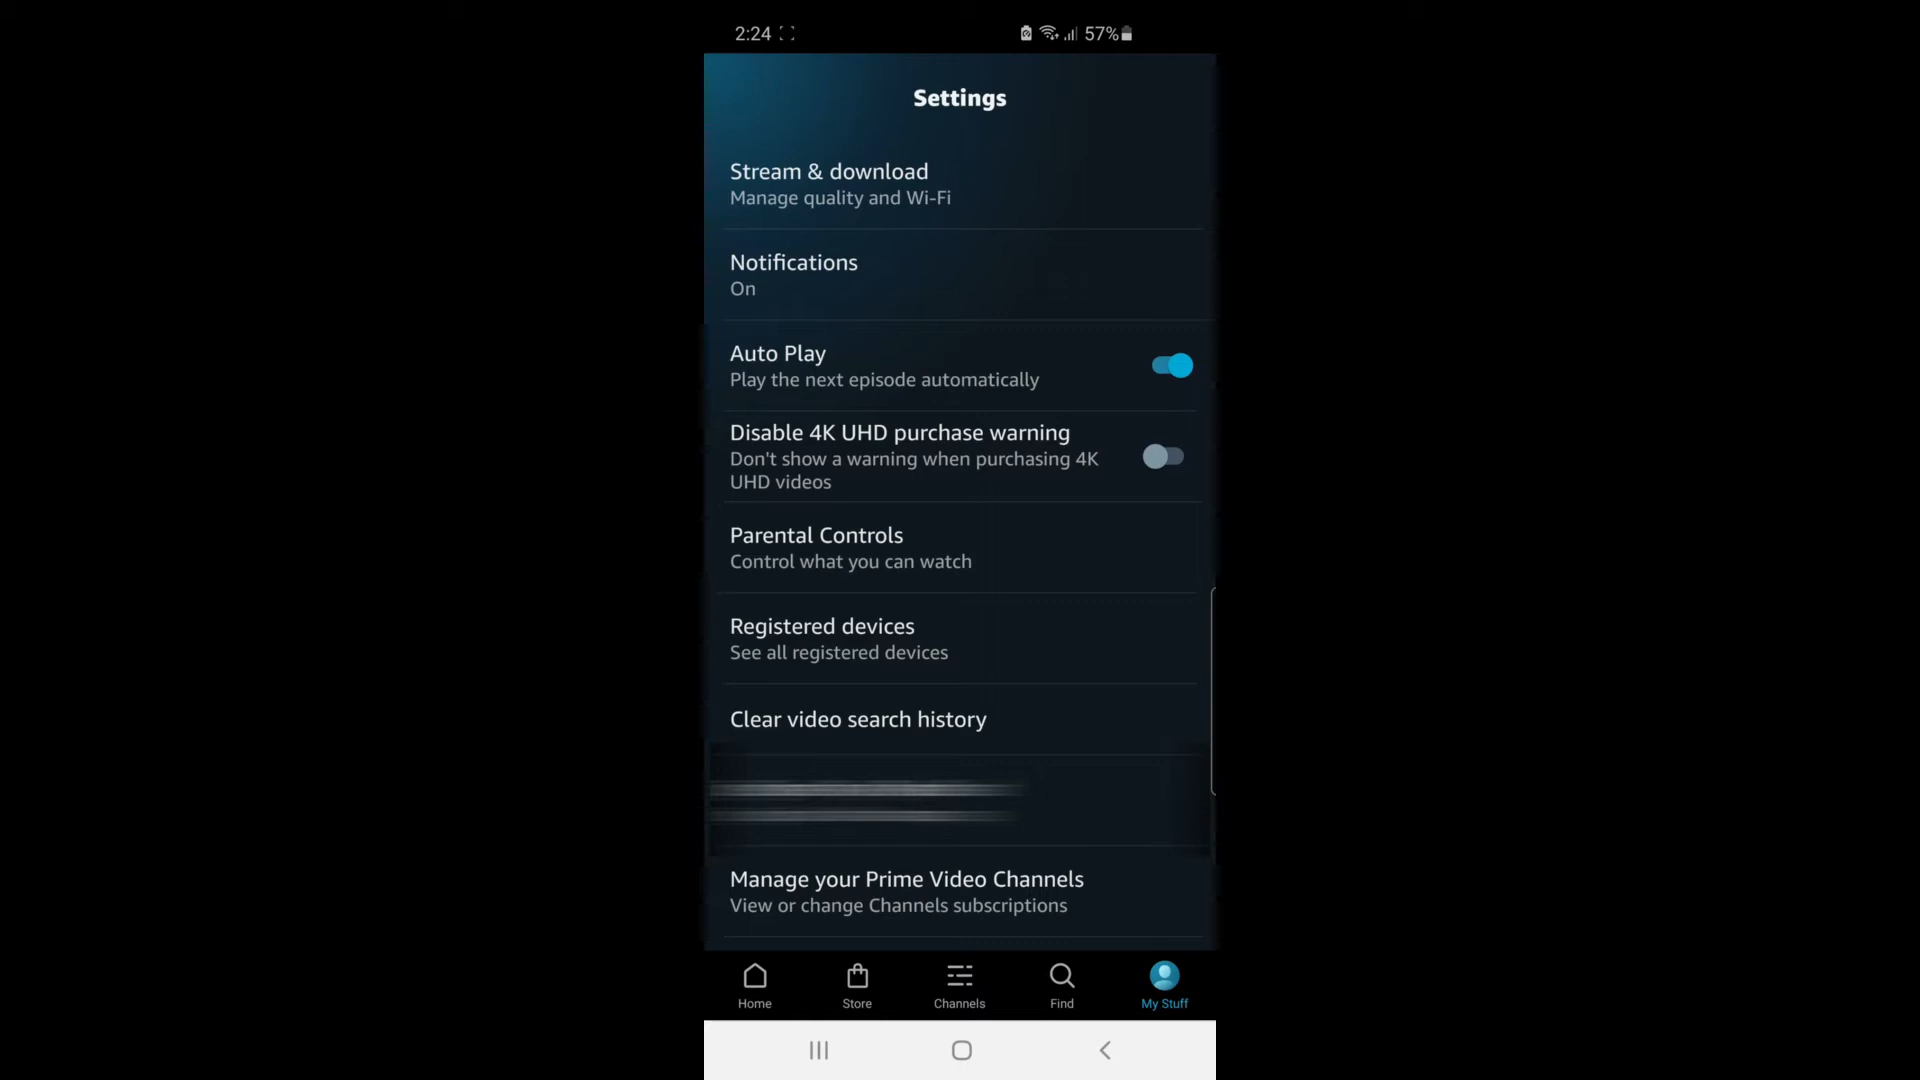 2:24
57%
Settings
Stream & download
Manage quality and Wi-Fi
Notifications
On
Auto Play
Play the next episode automatically
Disable 4K UHD purchase warning
Don't show a warning when purchasing 4K
UHD videos
Parental Controls
Control what you can watch
Registered devices
See all registered devices
Clear video search history
Manage your Prime Video Channels
View or change Channels subscriptions
Home
Store
Channels
Find
My Stuff